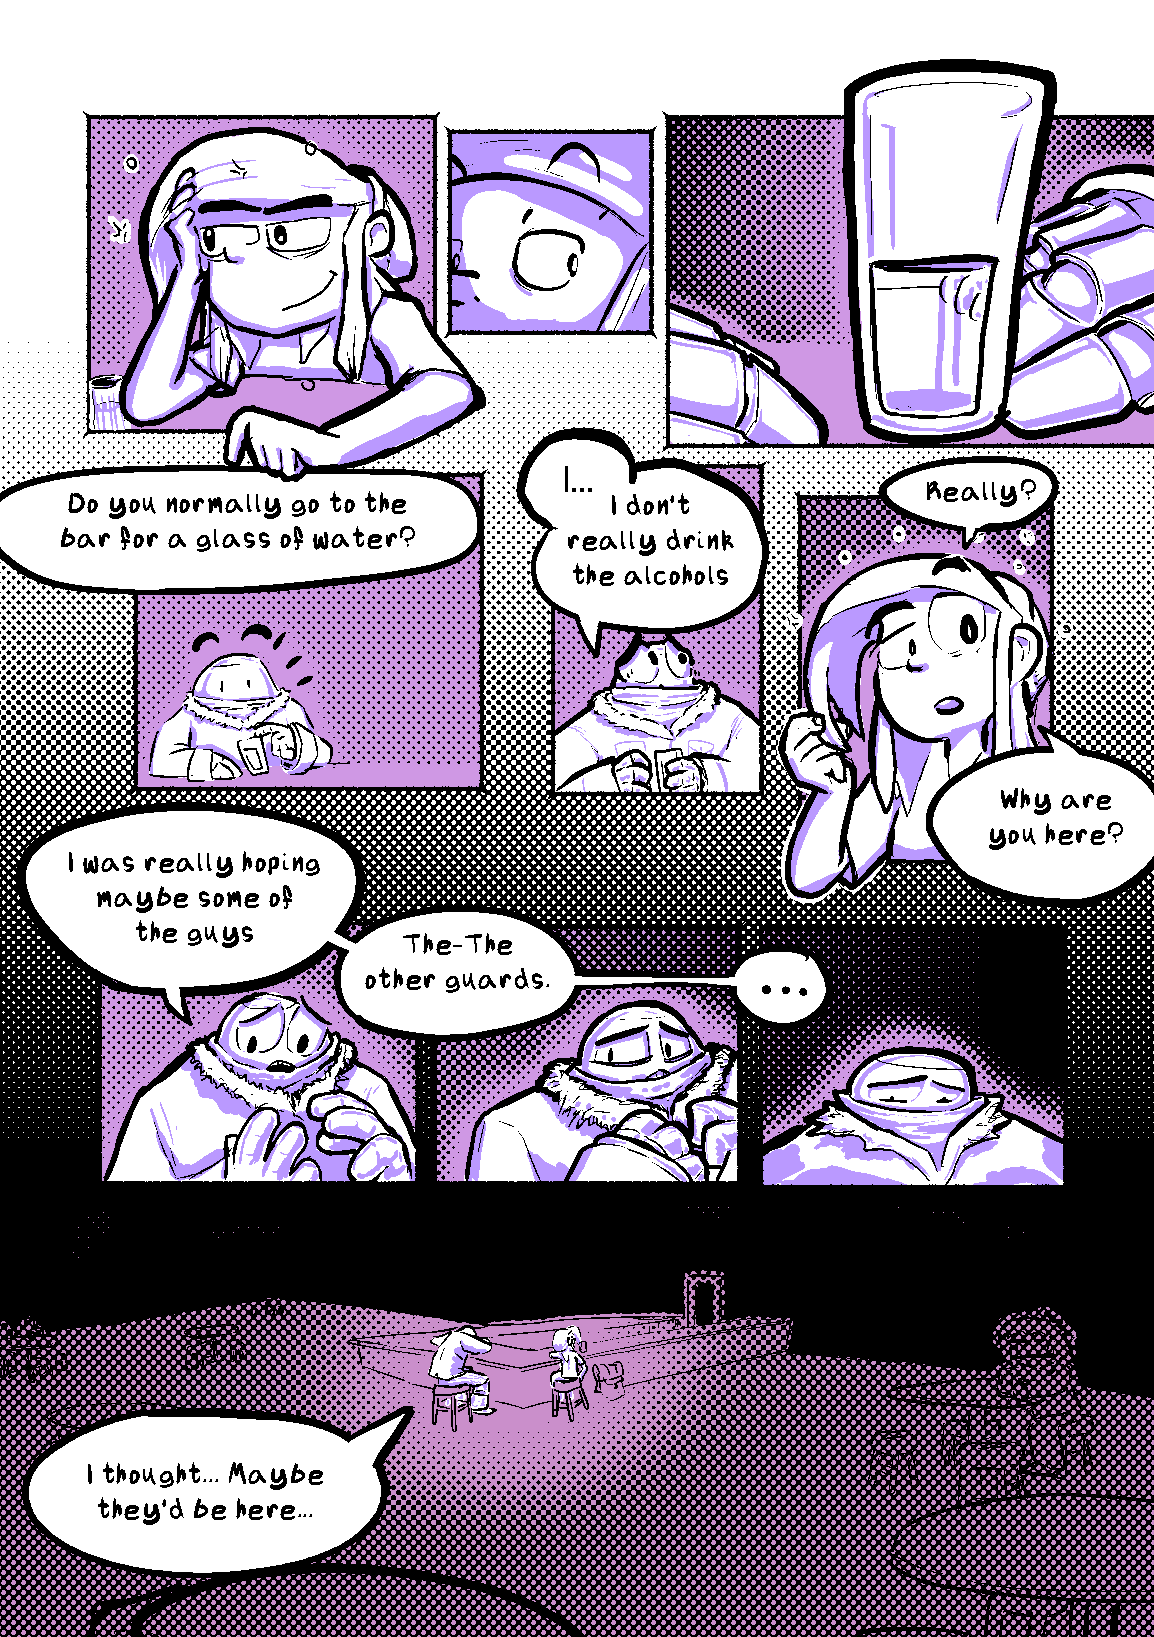 Do you normally go to the
bar for a glass of water?
I...
I don't
really drink
the alcohols
Really?
Why are
you here?
I was really hoping
maybe some of
the guys
The-The
other guards.
...
I thought... Maybe
they'd be here...